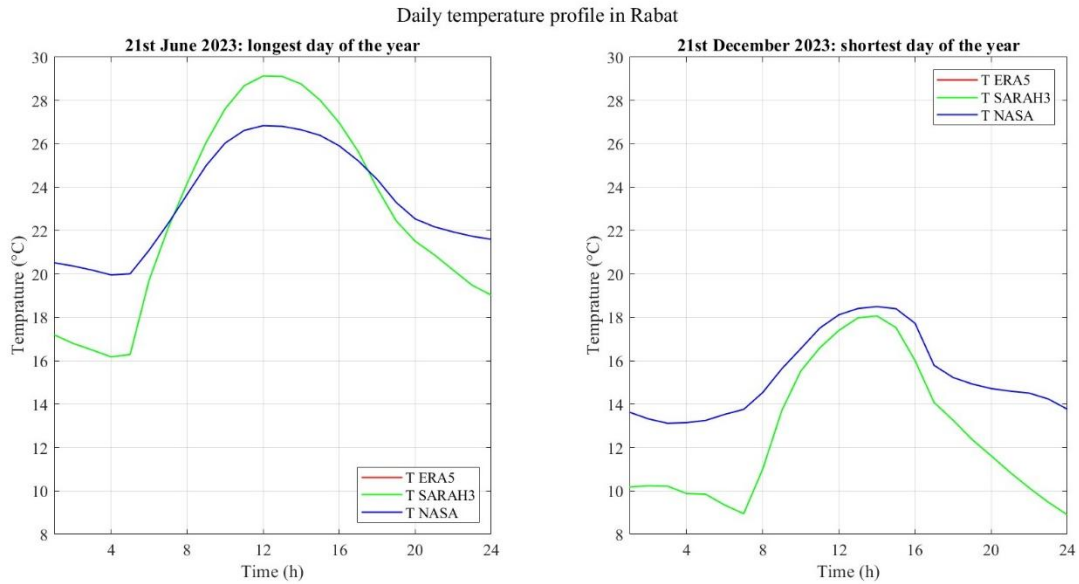 Daily temperature profile in Rabat
21st June 2023: longest day of the year
30
28
26
24
22
20
18
16
14
12
10
8
Temprature (°C)
4
8
12
16
20
24
Time (h)
T ERA5
T SARAH3
T NASA
21st December 2023: shortest day of the year
30
28
26
24
22
20
18
16
14
12
10
8
Temprature (°C)
4
8
12
16
20
24
Time (h)
T ERA5
T SARAH3
T NASA